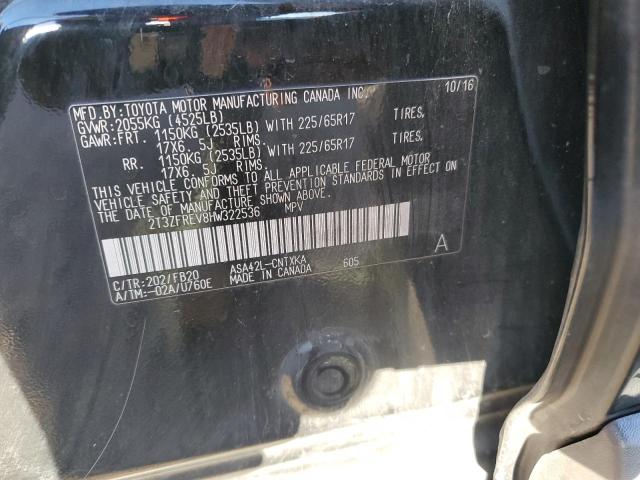 MFD.BY:TOYOTA MOTOR MANUFACTURING CANADA INC. 10/16
GVWR:2055KG (4525LB)
GAWR:FRT. 1150KG (2535LB) WITH 225/65R17 TIRES,
17X6.5J RIMS.
RR. 1150KG (2535LB) WITH 225/65R17 TIRES,
17X6.5J RIMS.
THIS VEHICLE CONFORMS TO ALL APPLICABLE FEDERAL MOTOR
VEHICLE SAFETY AND THEFT PREVENTION STANDARDS IN EFFECT
ON THE DATE OF MANUFACTURE SHOWN ABOVE.
2T3ZFREV8HW322536 MPV
A
C/TR:202/FB20 ASA42L-CNTXKA 605
A/TM:-02A/U760E MADE IN CANADA